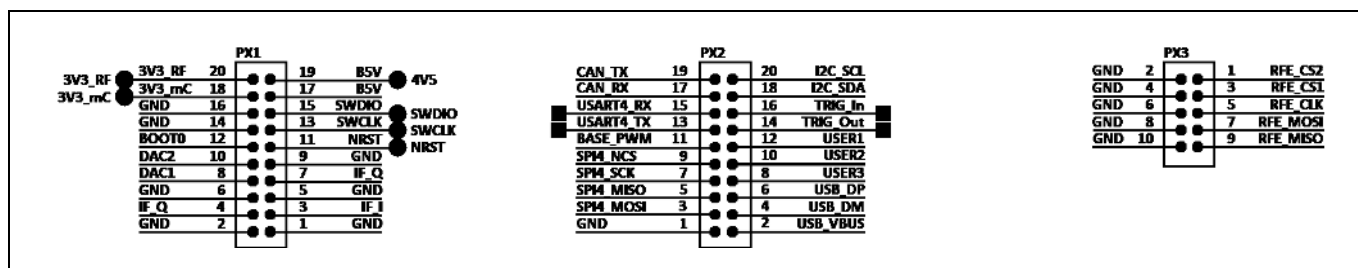 PX1 PX2 PX3
3V3_RF 3V3_RF 20 19 B5V 4V5 CAN_TX 19 20 I2C_SCL GND 2 1 RFE_CS2
3V3_mC 3V3_mC 18 17 B5V CAN_RX 17 18 I2C_SDA GND 4 3 RFE_CS1
GND 16 15 SWDIO SWDIO USART4_RX 15 16 TRIG_In GND 6 5 RFE_CLK
GND 14 13 SWCLK SWCLK USART4_TX 13 14 TRIG_Out GND 8 7 RFE_MOSI
BOOT0 12 11 NRST NRST BASE_PWM 11 12 USER1 GND 10 9 RFE_MISO
DAC2 10 9 GND SPI4_NCS 9 10 USER2
DAC1 8 7 IF_Q SPI4_SCK 7 8 USER3
GND 6 5 GND SPI4_MISO 5 6 USB_DP
IF_Q 4 3 IF_I SPI4_MOSI 3 4 USB_DM
GND 2 1 GND GND 1 2 USB_VBUS